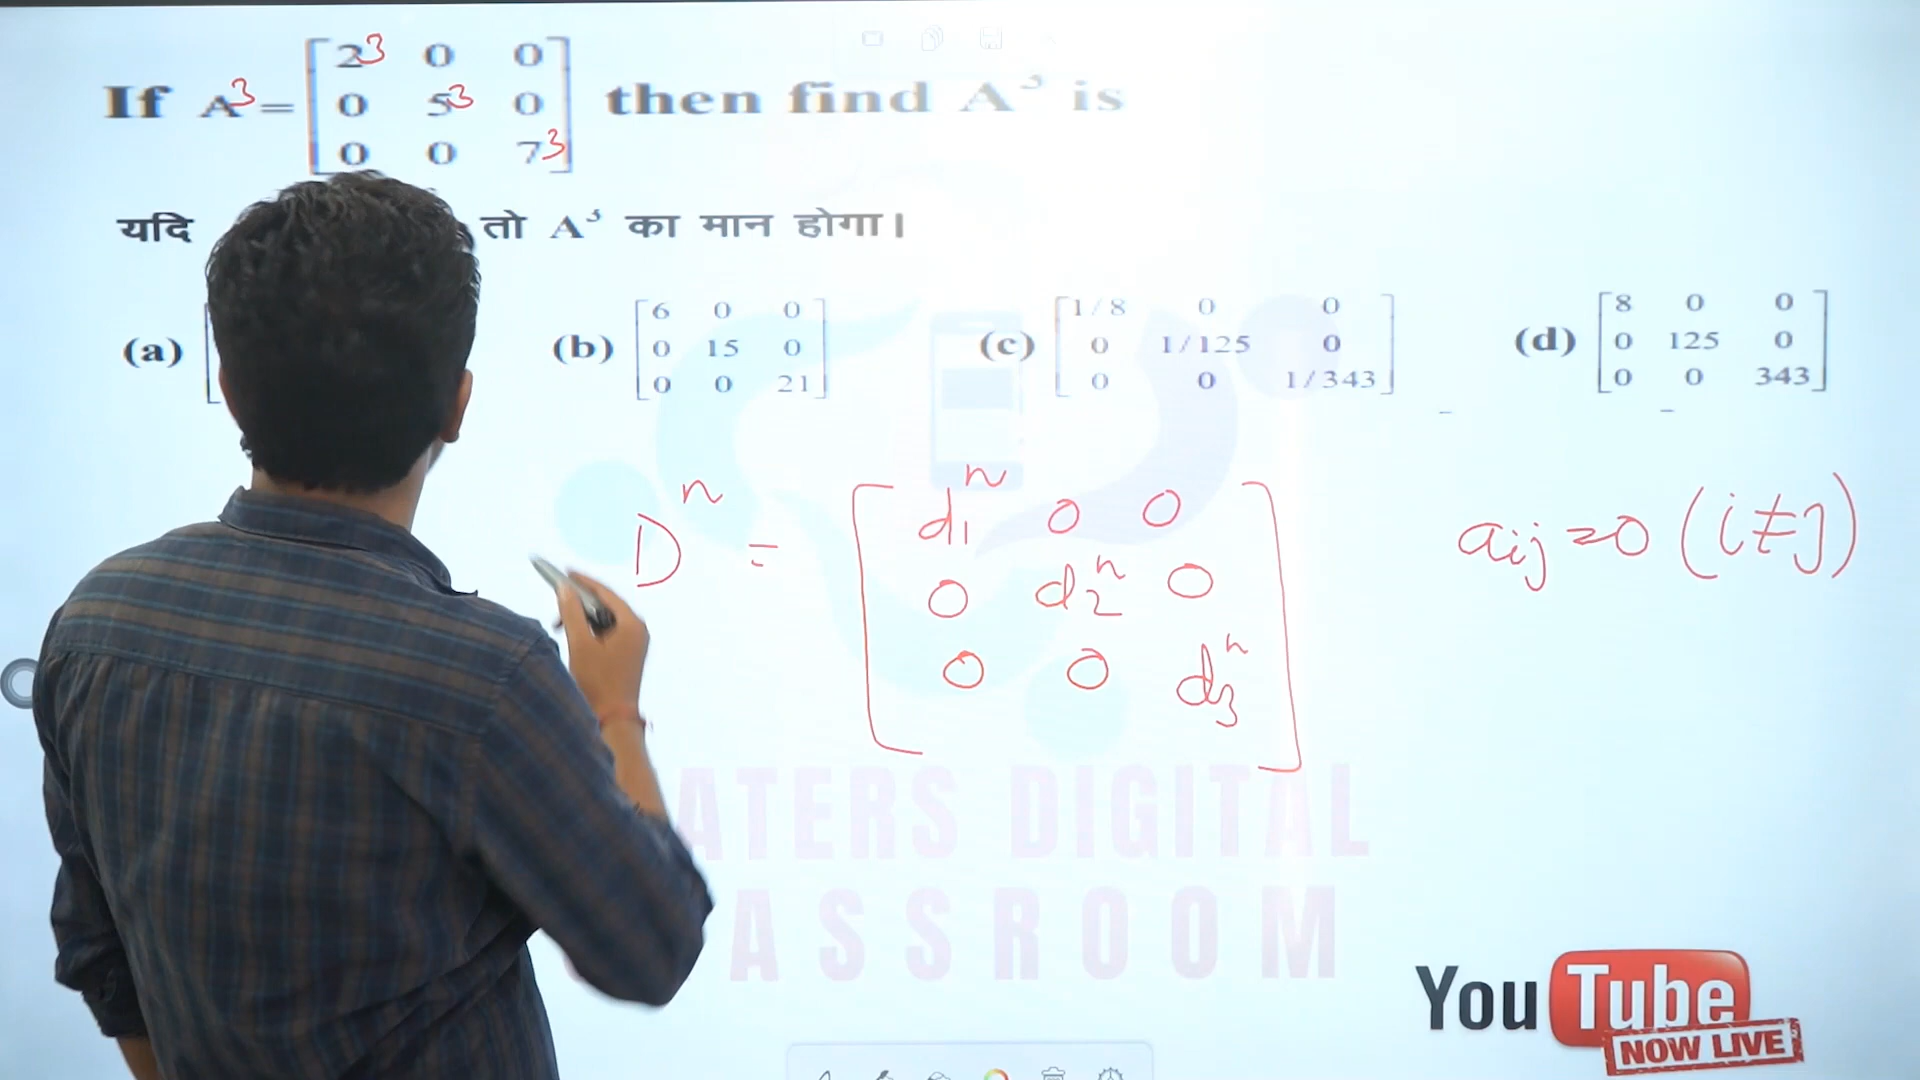 If A³ = [2³ 0 0
0 5³ 0
0 0 7³] then find A³ is
यदि
तो A³ का मान होगा।
(a)
(b) [6 0 0
0 15 0
0 0 21]
(c) [1/8 0 0
0 1/125 0
0 0 1/343]
(d) [8 0 0
0 125 0
0 0 343]
Dⁿ = [d₁ⁿ 0 0
0 d₂ⁿ 0
0 0 d₃ⁿ]
aij = 0 (i ≠ j)
DIGITAL
YouTube
NOW LIVE